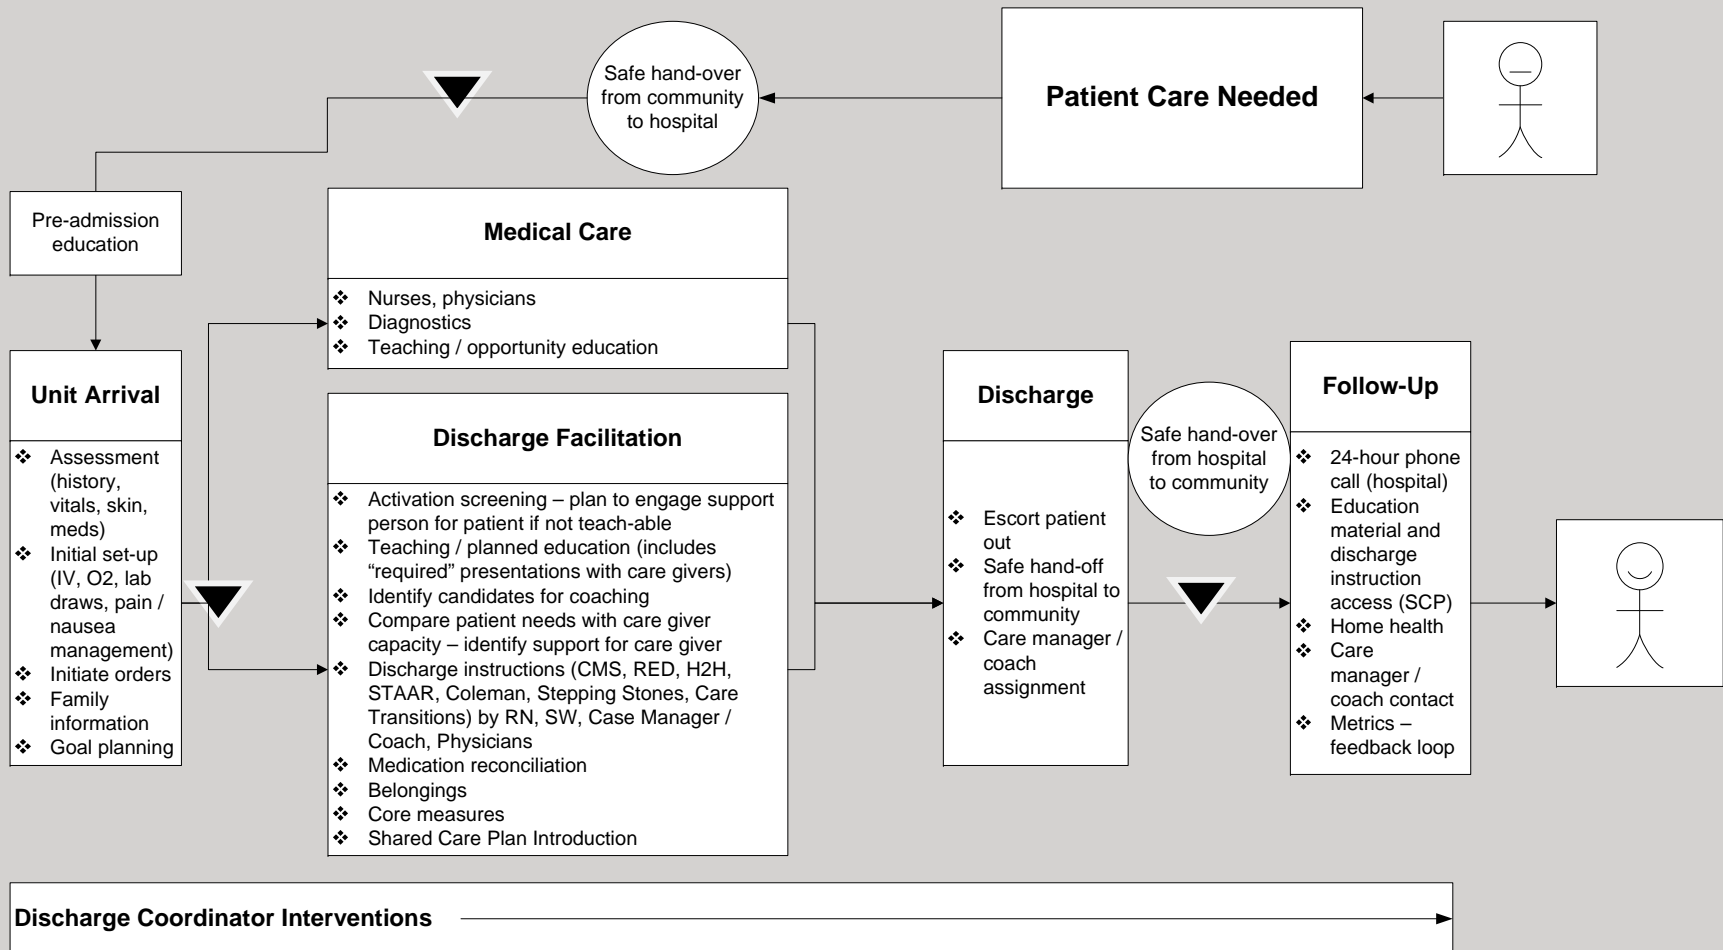 Safe hand-over
from community
to hospital
Patient Care Needed
Pre-admission
education
Medical Care
❖ Nurses, physicians
❖ Diagnostics
❖ Teaching / opportunity education
Unit Arrival
❖ Assessment
(history,
vitals, skin,
meds)
❖ Initial set-up
(IV, O2, lab
draws, pain /
nausea
management)
❖ Initiate orders
❖ Family
information
❖ Goal planning
Discharge Facilitation
❖ Activation screening – plan to engage support
person for patient if not teach-able
❖ Teaching / planned education (includes
“required” presentations with care givers)
❖ Identify candidates for coaching
❖ Compare patient needs with care giver
capacity – identify support for care giver
❖ Discharge instructions (CMS, RED, H2H,
STAAR, Coleman, Stepping Stones, Care
Transitions) by RN, SW, Case Manager /
Coach, Physicians
❖ Medication reconciliation
❖ Belongings
❖ Core measures
❖ Shared Care Plan Introduction
Discharge
❖ Escort patient
out
❖ Safe hand-off
from hospital to
community
❖ Care manager /
coach
assignment
Safe hand-over
from hospital
to community
Follow-Up
❖ 24-hour phone
call (hospital)
❖ Education
material and
discharge
instruction
access (SCP)
❖ Home health
❖ Care
manager /
coach contact
❖ Metrics –
feedback loop
Discharge Coordinator Interventions